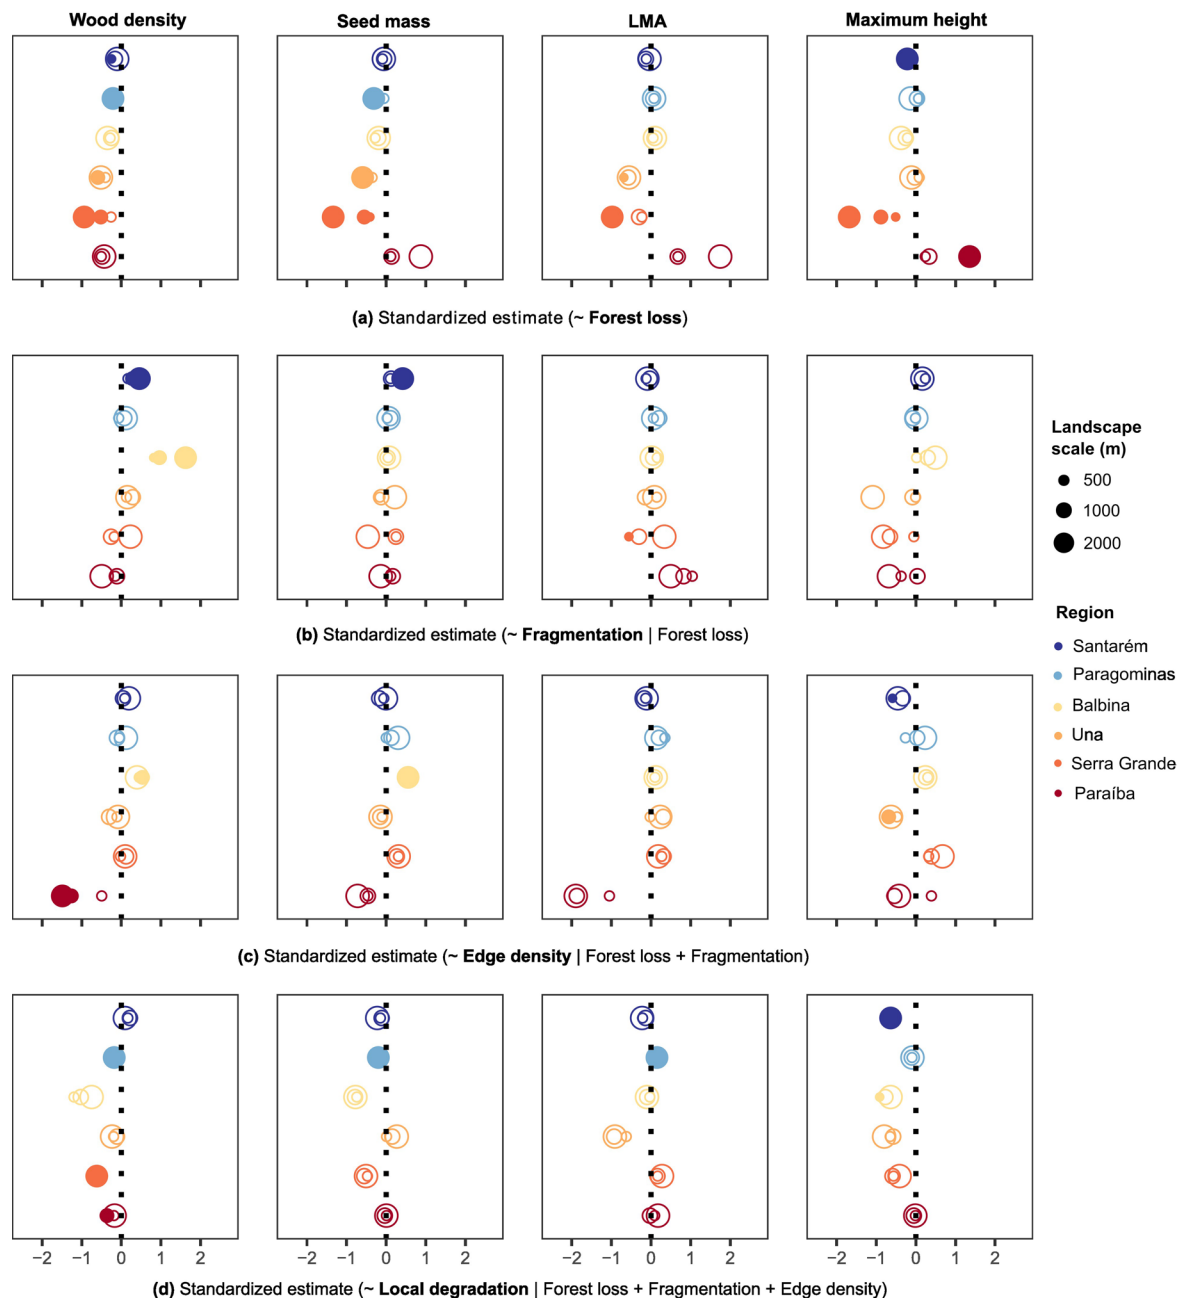 Wood density
Seed mass
LMA
Maximum height
(a) Standardized estimate (~ Forest loss)
(b) Standardized estimate (~ Fragmentation | Forest loss)
Landscape
scale (m)
500
1000
2000
Region
Santarém
Paragominas
Balbina
Una
Serra Grande
Paraíba
(c) Standardized estimate (~ Edge density | Forest loss + Fragmentation)
−2 −1 0 1 2
−2 −1 0 1 2
−2 −1 0 1 2
−2 −1 0 1 2
(d) Standardized estimate (~ Local degradation | Forest loss + Fragmentation + Edge density)